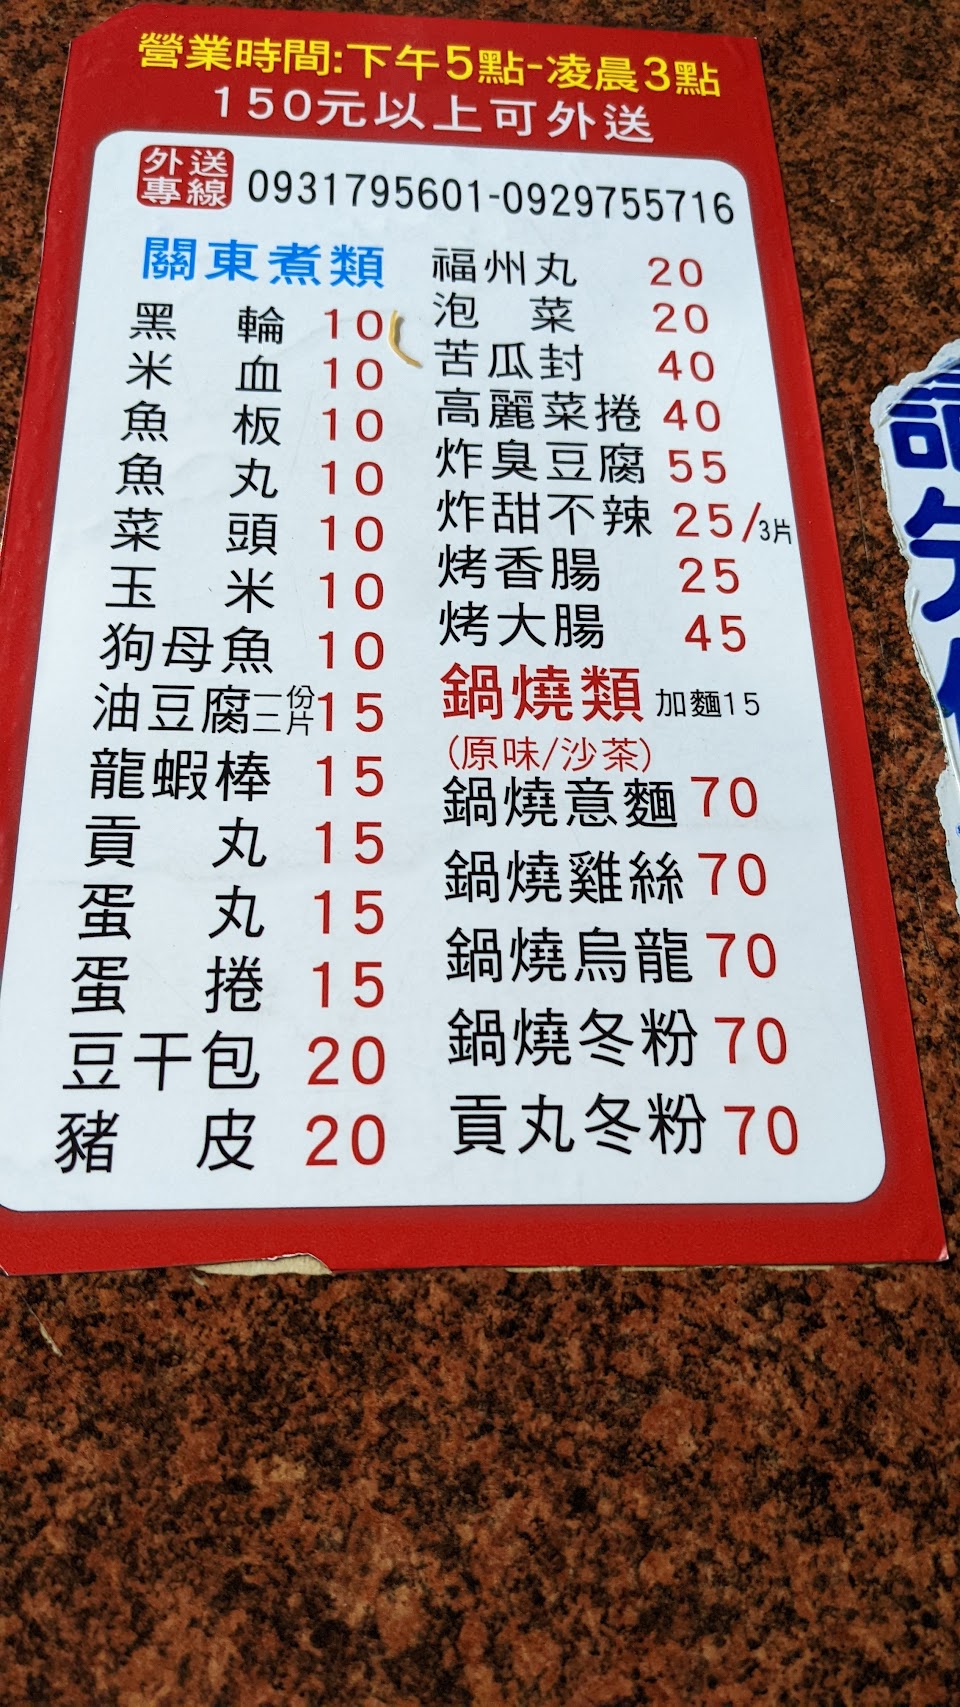 營業時間:下午5點-凌晨3點
150元以上可外送
外送專線 0931795601-0929755716
關東煮類
黑輪 10
米血 10
魚板 10
魚丸 10
菜頭 10
玉米 10
狗母魚 10
油豆腐一份二片15
龍蝦棒 15
貢丸 15
蛋丸 15
蛋捲 15
豆干包 20
豬皮 20
福州丸 20
泡菜 20
苦瓜封 40
高麗菜捲 40
炸臭豆腐 55
炸甜不辣 25/3片
烤香腸 25
烤大腸 45
鍋燒類 加麵15
(原味/沙茶)
鍋燒意麵 70
鍋燒雞絲 70
鍋燒烏龍 70
鍋燒冬粉 70
貢丸冬粉 70